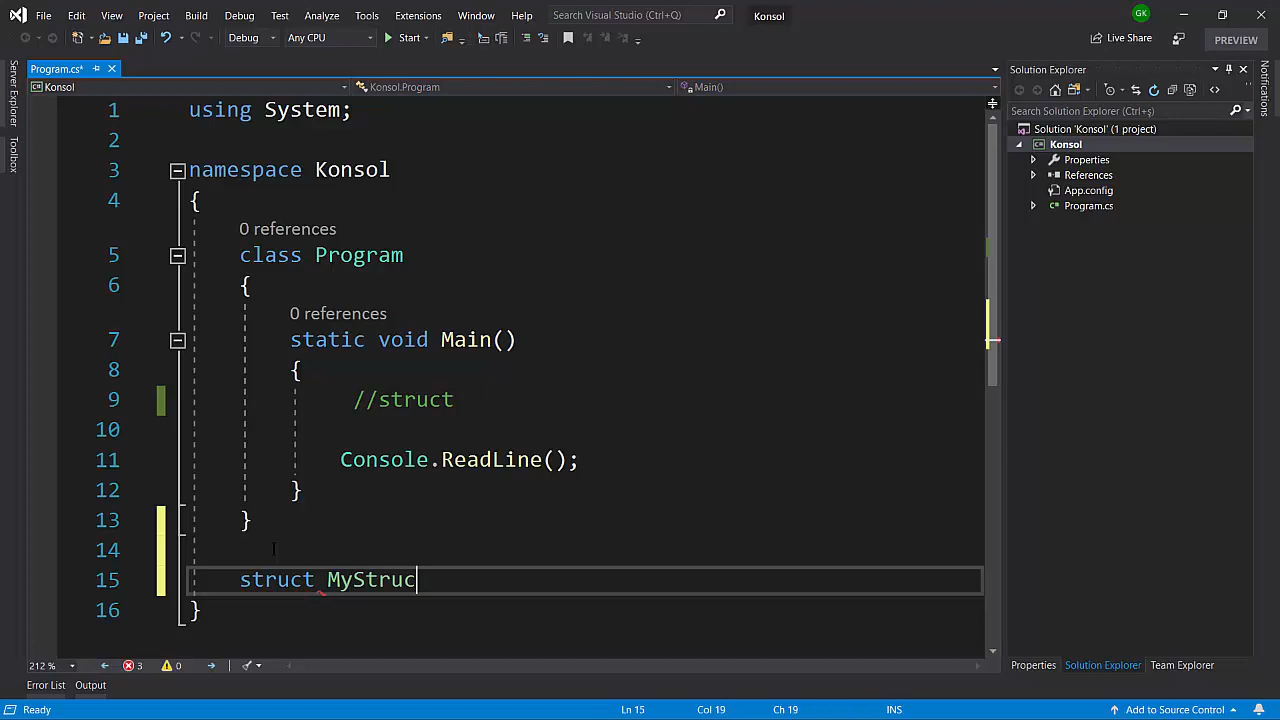 File Edit View Project Build Debug Test Analyze Tools Extensions Window Help Search Visual Studio (Ctrl+Q) Konsol GK
Debug Any CPU Start Live Share PREVIEW
Server Explorer
Toolbox
Program.cs*
Konsol Konsol.Program Main()
1 using System;
2
3 namespace Konsol
4 {
0 references
5 class Program
6 {
0 references
7 static void Main()
8 {
9 //struct
10
11 Console.ReadLine();
12 }
13 }
14
15 struct MyStruc
16 }
212 % 3 0
Solution Explorer
Search Solution Explorer (Ctrl+ş)
Solution 'Konsol' (1 project)
Konsol
Properties
References
App.config
Program.cs
Properties Solution Explorer Team Explorer
Notifications
Error List Output
Ready Ln 15 Col 19 Ch 19 INS Add to Source Control